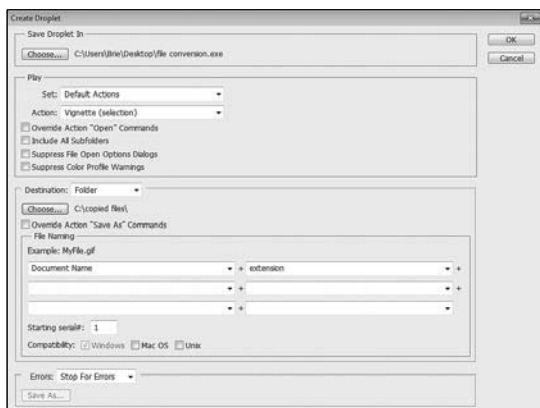 Create Droplet
Save Droplet In
Choose... C:\Users\Brie\Desktop\file conversion.exe
OK
Cancel
Play
Set: Default Actions
Action: Vignette (selection)
Override Action "Open" Commands
Include All Subfolders
Suppress File Open Options Dialogs
Suppress Color Profile Warnings
Destination: Folder
Choose... C:\copied files\
Override Action "Save As" Commands
File Naming
Example: MyFile.gif
Document Name + extension +
+ +
+
Starting serial#: 1
Compatibility: Windows Mac OS Unix
Errors: Stop For Errors
Save As...